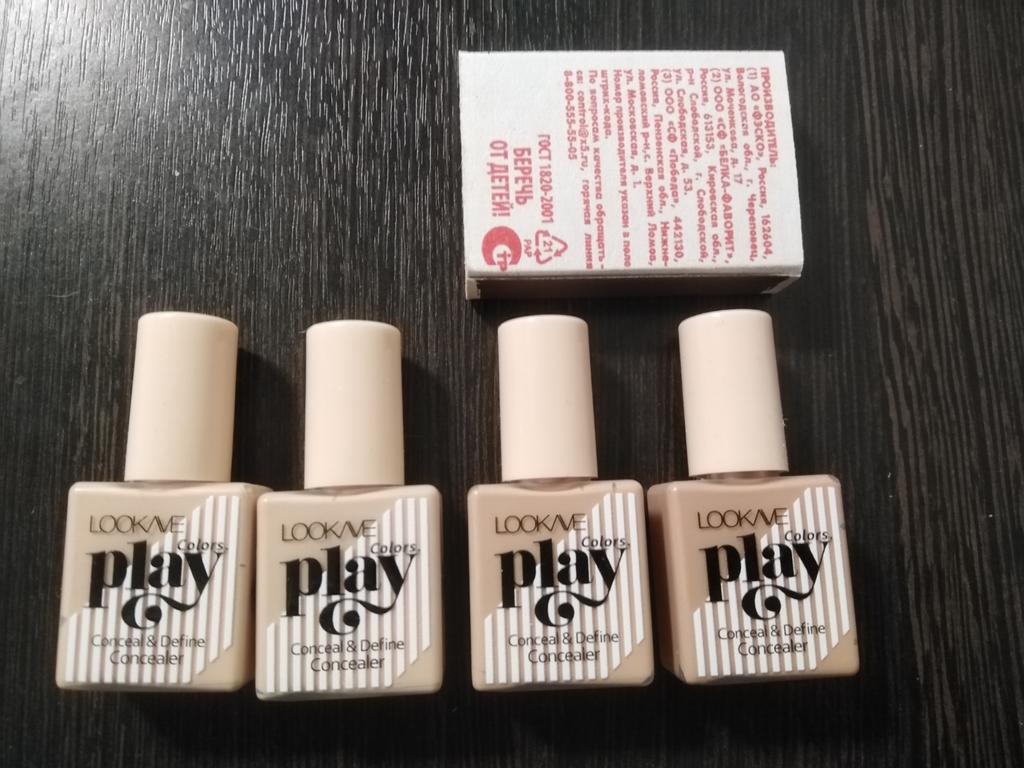 ПРОИЗВОДИТЕЛЬ:
(1) АО «ФЭСКО», Россия, 162604,
Вологодская обл., г. Череповец,
ул. Моченкова, д. 17
(2) ООО «СФ «БЕЛКА-ФАВОРИТ»,
Россия, 613153, Кировская обл.,
р-н Слободской, г. Слободской,
ул. Слободская, д. 53.
(3) ООО «СФ «Победа», 442130,
Россия, Пензенская обл., Нижне-
ломовский р-н, с. Верхний Ломов,
ул. Московская, д. 1.
Номер производителя указан в поле
штрих-кода.
По вопросам качества обращать-
ся: control@x5.ru, горячая линия
8-800-555-55-05
ГОСТ 1820-2001
БЕРЕЧЬ
ОТ ДЕТЕЙ!
21
PAP
LOOKAVE
Colors
play
Conceal & Define
Concealer
LOOKAVE
Colors
play
Conceal & Define
Concealer
LOOKAVE
Colors
play
Conceal & Define
Concealer
LOOKAVE
Colors
play
Conceal & Define
Concealer